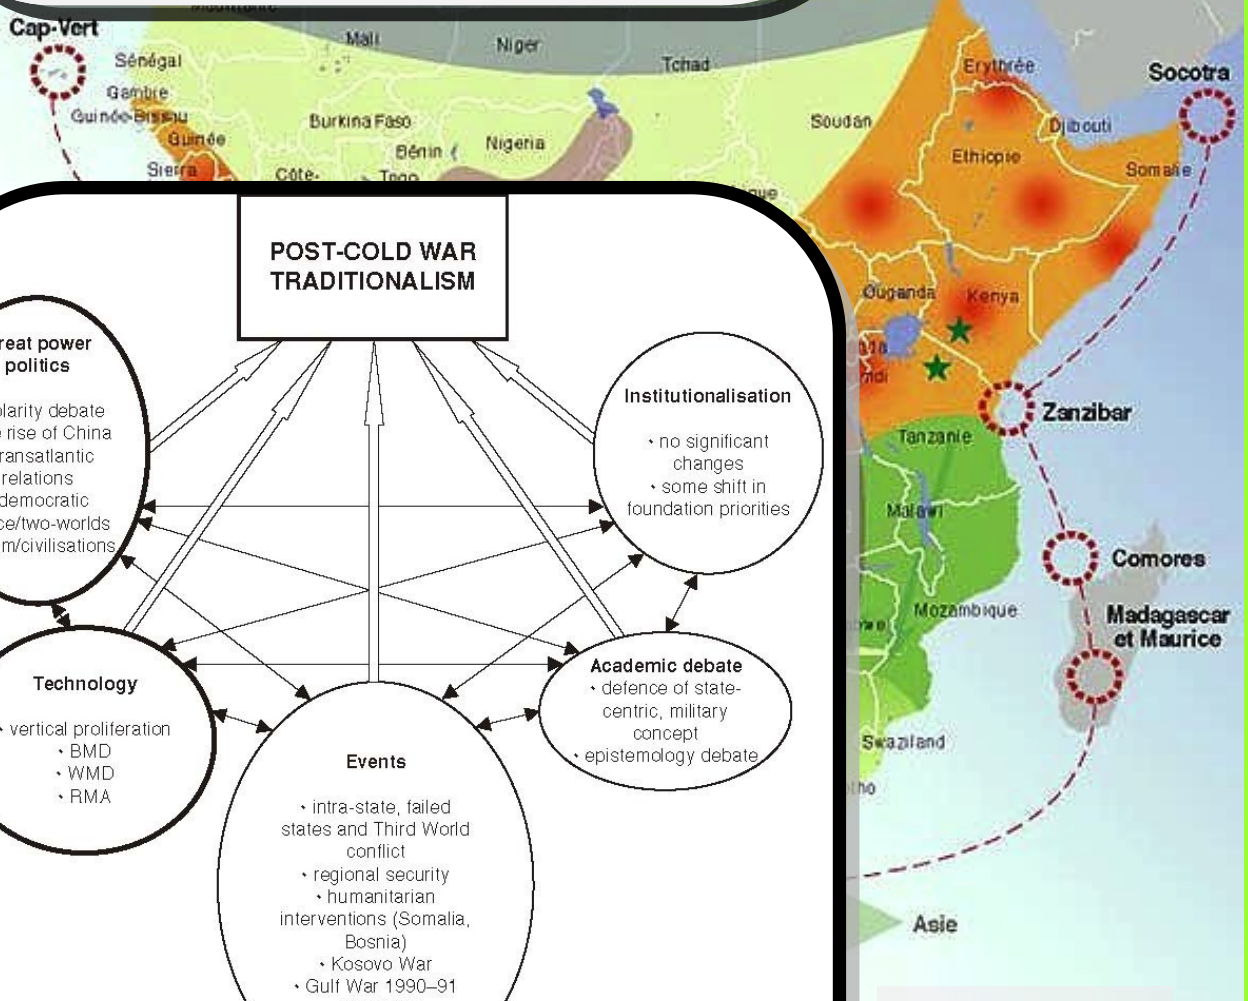 Cap-Vert
Mauritanie
Mali
Niger
Tchad
Sénégal
Gambre
Guinée-Bissau
Guinée
Sierra
Burkina Faso
Bénin
Nigeria
Côte-
Togo
Soudan
Erythrée
Djibouti
Ethiopie
Somalie
Socotra
Ouganda
Kenya
Zanzibar
Tanzanie
Malawi
Mozambique
Comores
Madagascar
et Maurice
Swaziland
Asie
POST-COLD WAR
TRADITIONALISM
reat power
politics
larity debate
rise of China
ransatlantic
relations
democratic
ce/two-worlds
m/civilisations
Institutionalisation
• no significant
changes
• some shift in
foundation priorities
Technology
• vertical proliferation
• BMD
• WMD
• RMA
Academic debate
• defence of state-
centric, military
concept
• epistemology debate
Events
• intra-state, failed
states and Third World
conflict
• regional security
• humanitarian
interventions (Somalia,
Bosnia)
• Kosovo War
• Gulf War 1990–91